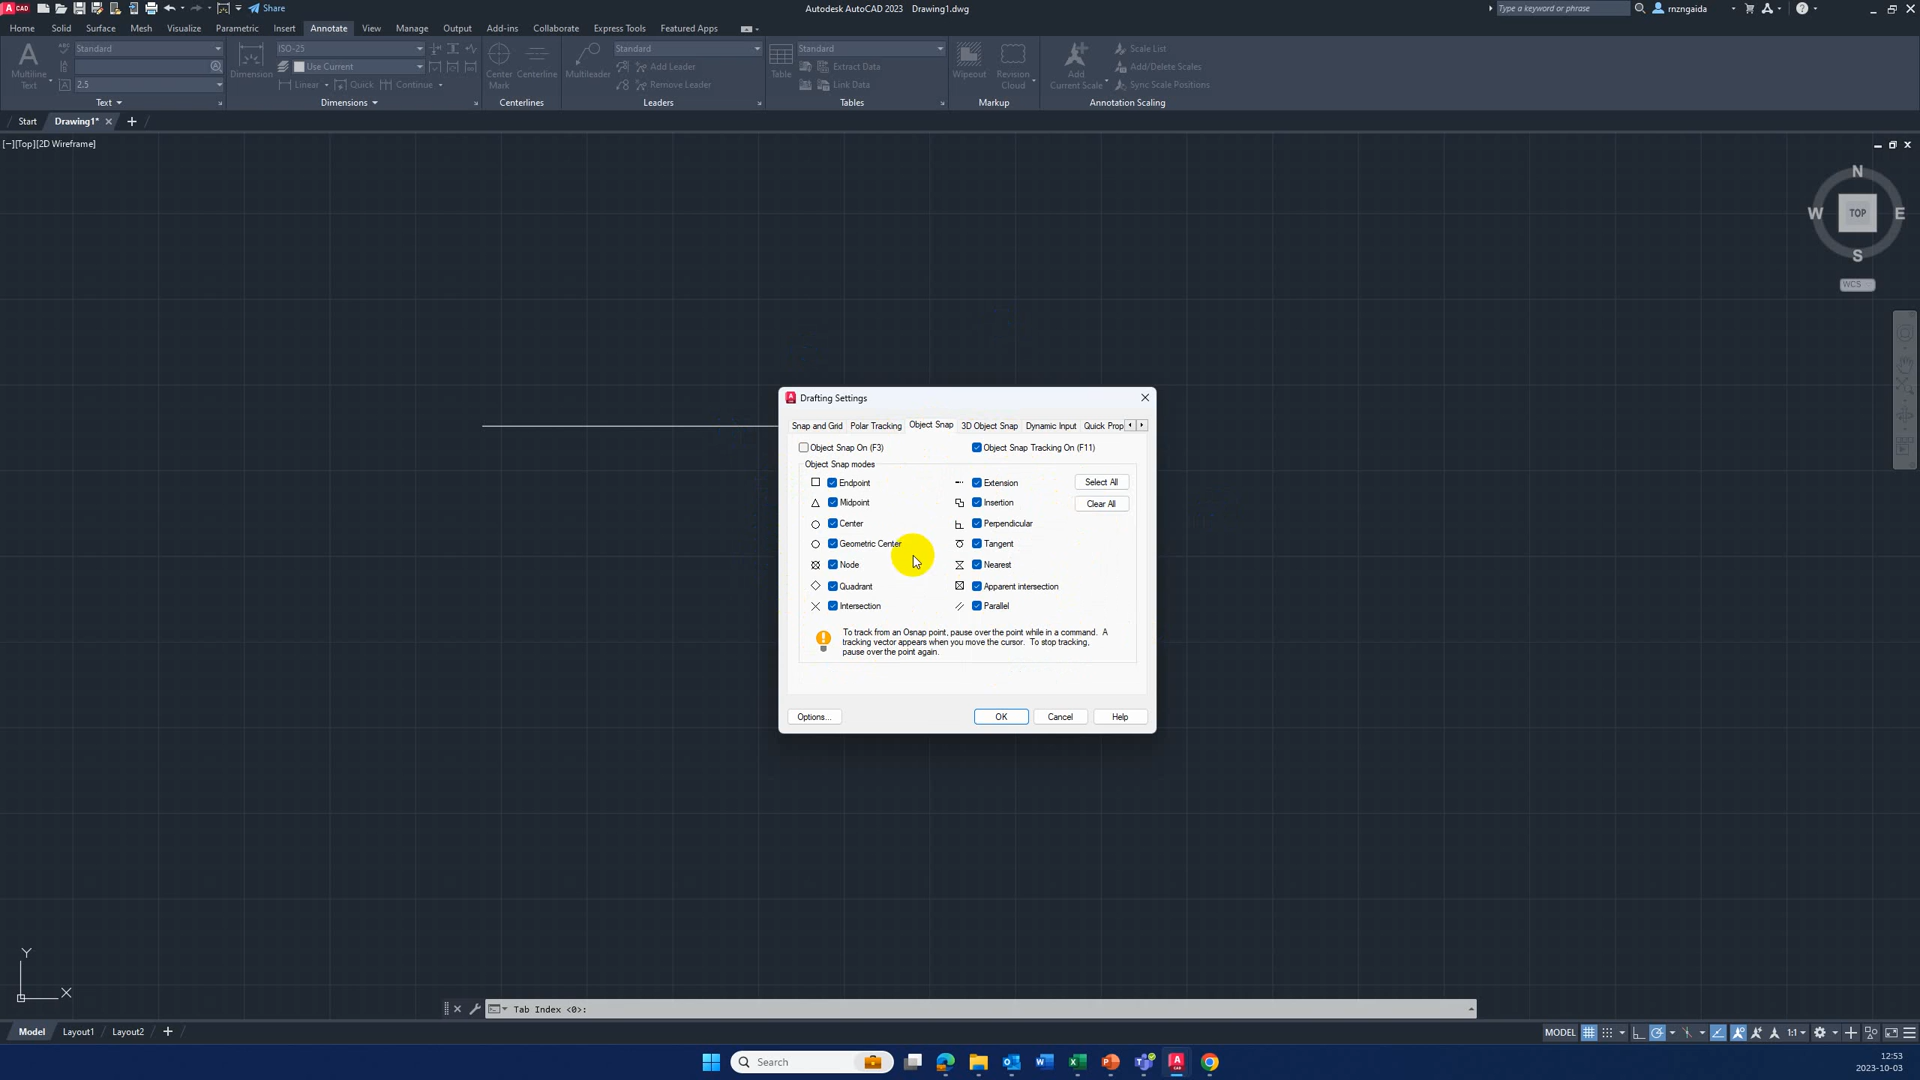 CAD Share Autodesk AutoCAD 2023 Drawing1.dwg Type a keyword or phrase rnzngaida
Home Solid Surface Mesh Visualize Parametric Insert Annotate View Manage Output Add-ins Collaborate Express Tools Featured Apps
Standard ISO-25 Standard Standard Scale List
Multiline Text Dimension Use Current Center Mark Centerline Multileader Add Leader Table Extract Data Wipeout Revision Cloud Add Current Scale Add/Delete Scales
2.5 Linear Quick Continue Remove Leader Link Data Sync Scale Positions
Text Dimensions Centerlines Leaders Tables Markup Annotation Scaling
Start Drawing1*
[−][Top][2D Wireframe]
N
W TOP E
S
WCS
Drafting Settings
Snap and Grid Polar Tracking Object Snap 3D Object Snap Dynamic Input Quick Prop
Object Snap On (F3) Object Snap Tracking On (F11)
Object Snap modes
Endpoint Extension Select All
Midpoint Insertion Clear All
Center Perpendicular
Geometric Center Tangent
Node Nearest
Quadrant Apparent intersection
Intersection Parallel
To track from an Osnap point, pause over the point while in a command. A
tracking vector appears when you move the cursor. To stop tracking,
pause over the point again.
Options... OK Cancel Help
Y
X
Tab Index <0>:
Model Layout1 Layout2 MODEL 1:1
Search
12:53
2023-10-03